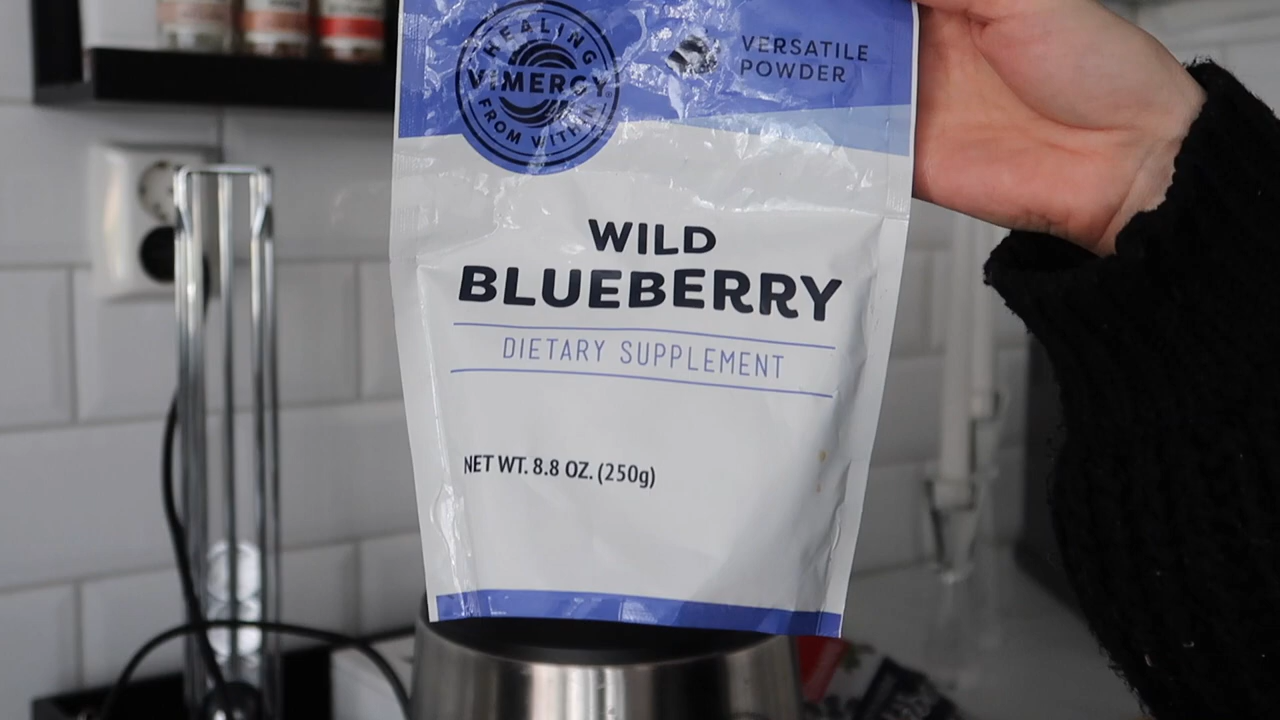 HEALING
VIMERGY
FROM WITHIN
VERSATILE
POWDER
WILD
BLUEBERRY
DIETARY SUPPLEMENT
NET WT. 8.8 OZ. (250g)